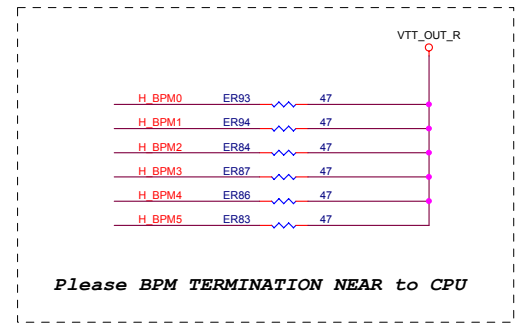 VTT_OUT_R
H_BPM0 ER93 47
H_BPM1 ER94 47
H_BPM2 ER84 47
H_BPM3 ER87 47
H_BPM4 ER86 47
H_BPM5 ER83 47
Please BPM TERMINATION NEAR to CPU